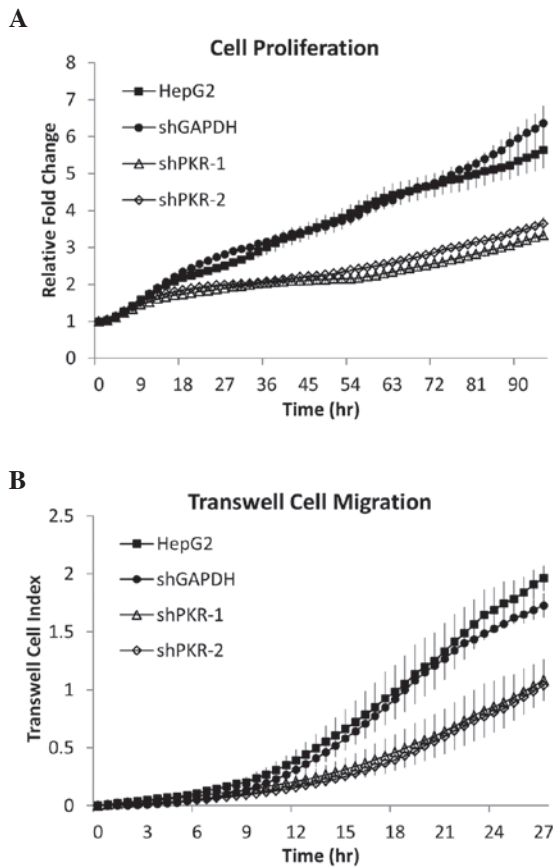 A
Cell Proliferation
8
7
6
5
4
3
2
1
0
Relative Fold Change
HepG2
shGAPDH
shPKR-1
shPKR-2
0 9 18 27 36 45 54 63 72 81 90
Time (hr)
B
Transwell Cell Migration
2.5
2
1.5
1
0.5
0
Transwell Cell Index
HepG2
shGAPDH
shPKR-1
shPKR-2
0 3 6 9 12 15 18 21 24 27
Time (hr)